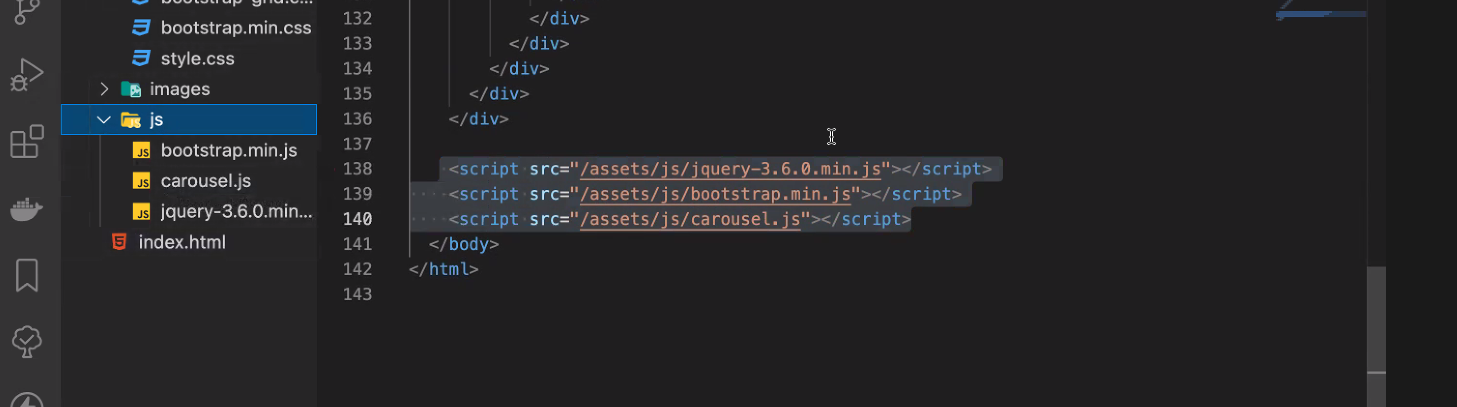 bootstrap.min.css
style.css
images
js
bootstrap.min.js
carousel.js
jquery-3.6.0.min...
index.html
132 </div>
133 </div>
134 </div>
135 </div>
136 </div>
137
138 <script src="/assets/js/jquery-3.6.0.min.js"></script>
139 <script src="/assets/js/bootstrap.min.js"></script>
140 <script src="/assets/js/carousel.js"></script>
141 </body>
142 </html>
143